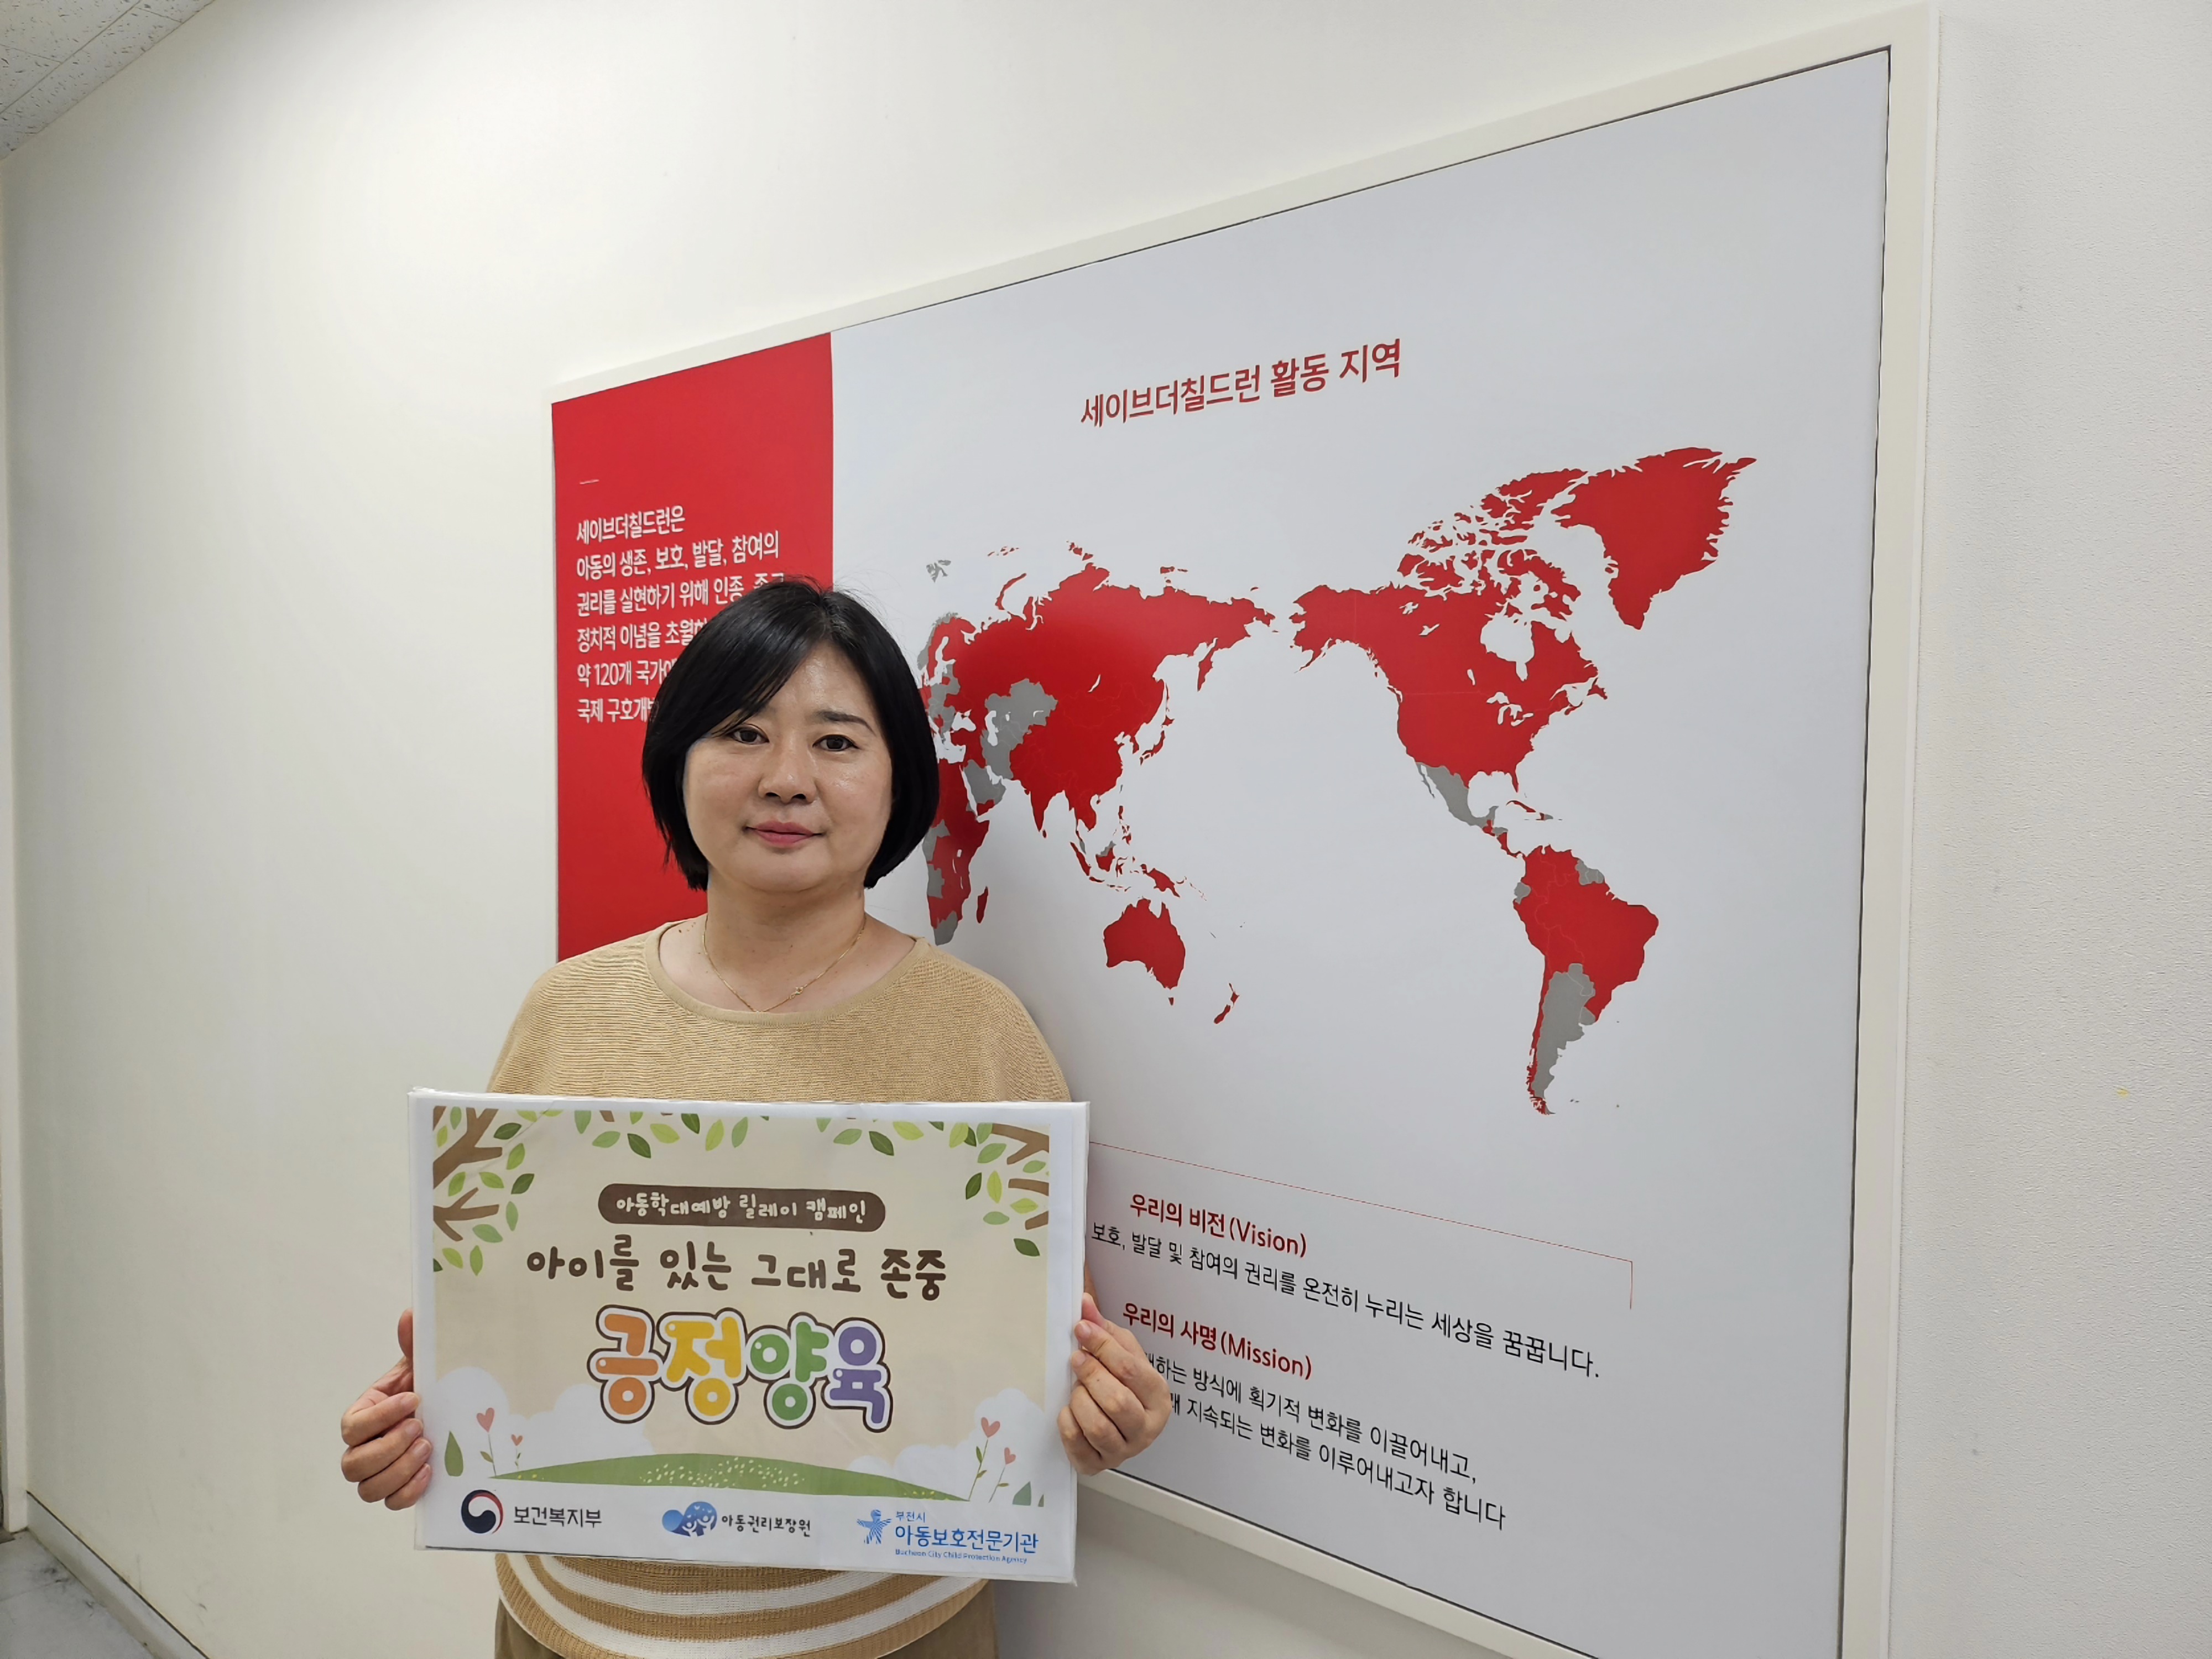 세이브더칠드런 활동 지역
세이브더칠드런은
아동의 생존, 보호, 발달, 참여의
권리를 실현하기 위해 인종,
정치적 이념을
약 120개
국제
우리의 비전(Vision)
보호, 발달 및 참여의 권리를 온전히 누리는 세상을 꿈꿉니다.
우리의 사명(Mission)
방식에 획기적 변화를 이끌어내고,
지속되는 변화를 이루어내고자 합니다
아동학대예방 릴레이 캠페인
아이를 있는 그대로 존중
긍정양육
보건복지부
아동권리보장원
부천시
아동보호전문기관
Bucheon City Child Protection Agency